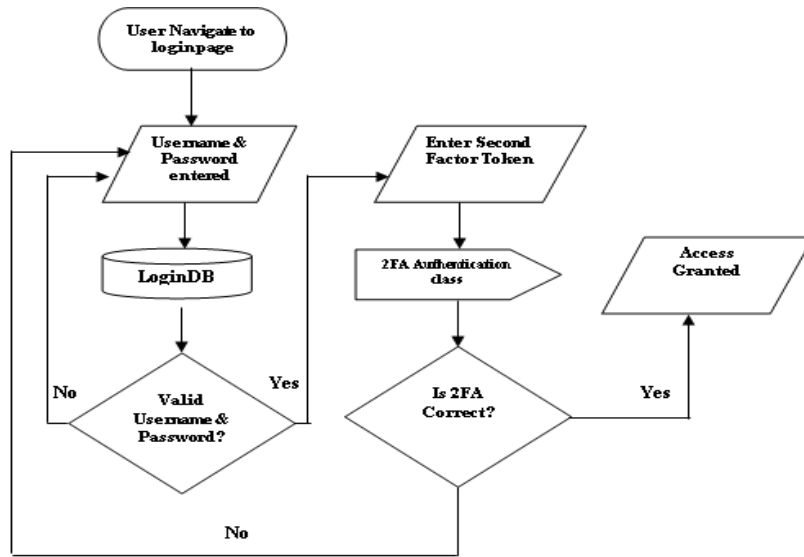 User Navigate to
loginpage
Username &
Password
entered
LoginDB
No
Valid
Username &
Password?
Yes
Enter Second
Factor Token
2FA Authentication
class
Is 2FA
Correct?
Yes
Access
Granted
No